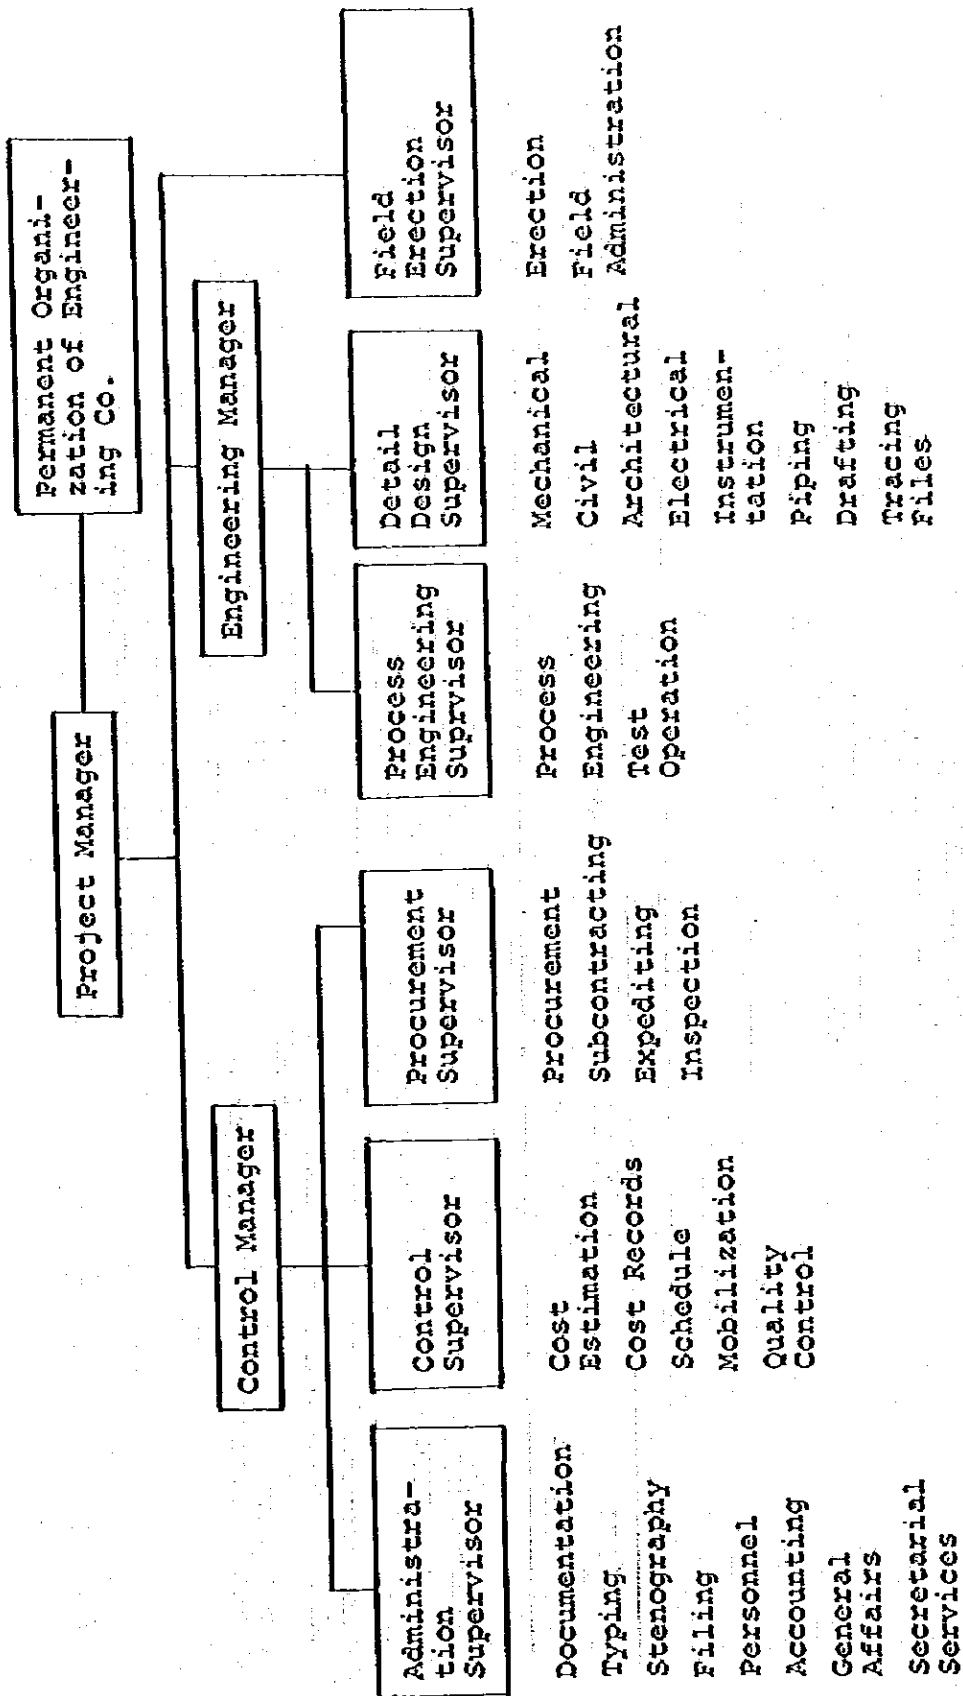 Permanent Organi-
zation of Engineer-
ing Co.
Project Manager
Control Manager
Engineering Manager
Administra-
tion
Supervisor
Control
Supervisor
Procurement
Supervisor
Process
Engineering
Suprvisor
Detail
Design
Supervisor
Field
Erection
Supervisor
Documentation
Typing
Stenography
Filing
Personnel
Accounting
General
Affairs
Secretarial
Services
Cost
Estimation
Cost Records
Schedule
Mobilization
Quality
Control
Procurement
Subcontracting
Expediting
Inspection
Process
Engineering
Test
Operation
Mechanical
Civil
Architectural
Electrical
Instrumen-
tation
Piping
Drafting
Tracing
Files
Erection
Field
Administration